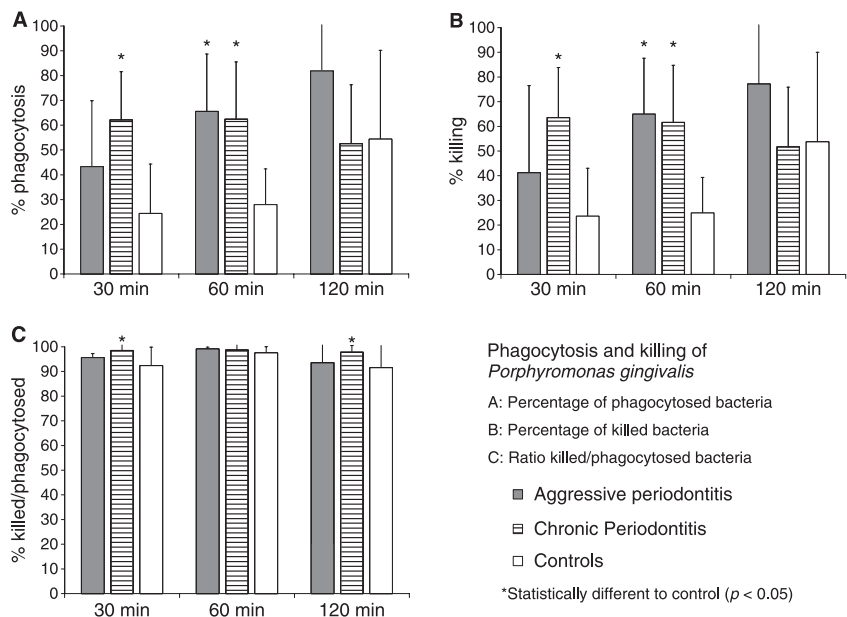 A
% phagocytosis
100
90
80
70
60
50
40
30
20
10
0
* * *
30 min 60 min 120 min
B
% killing
100
90
80
70
60
50
40
30
20
10
0
* * *
30 min 60 min 120 min
C
% killed/phagocytosed
100
90
80
70
60
50
40
30
20
10
0
* *
30 min 60 min 120 min
Phagocytosis and killing of
Porphyromonas gingivalis
A: Percentage of phagocytosed bacteria
B: Percentage of killed bacteria
C: Ratio killed/phagocytosed bacteria
Aggressive periodontitis
Chronic Periodontitis
Controls
*Statistically different to control (p < 0.05)